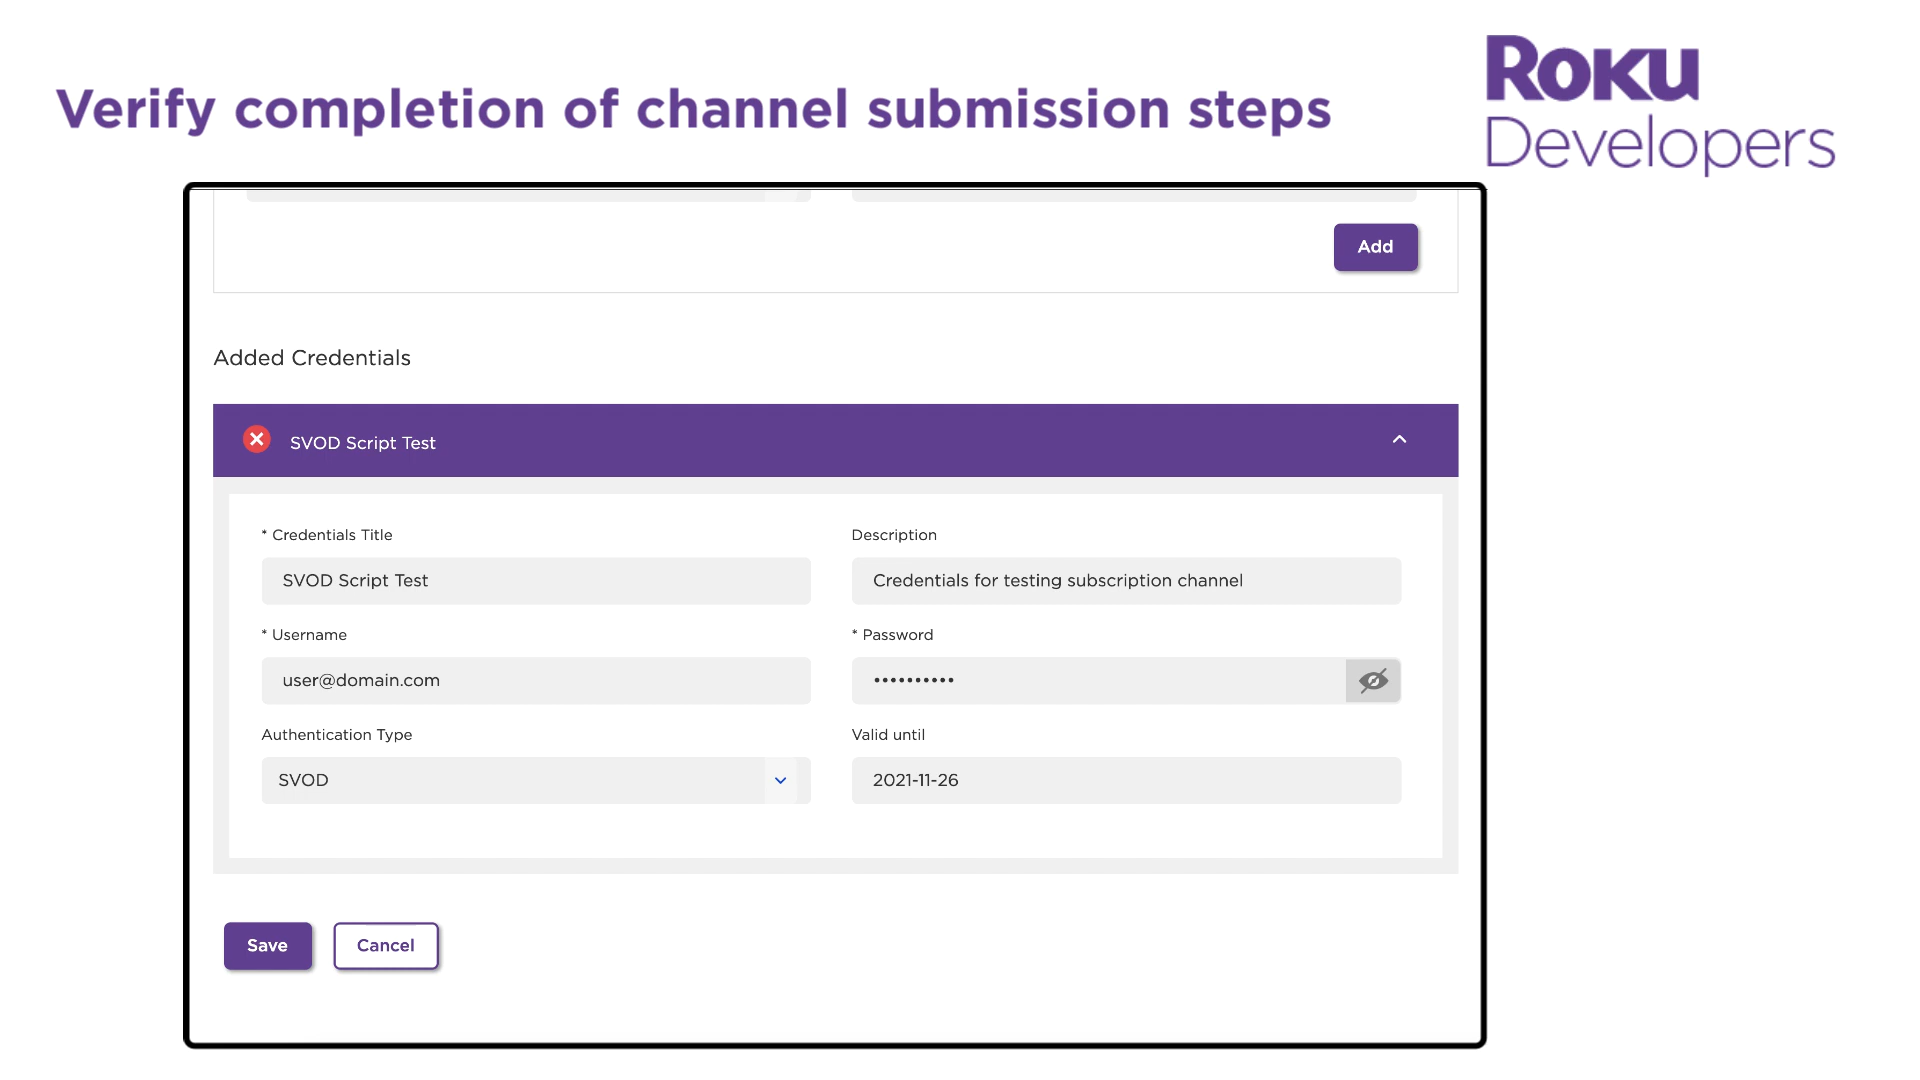 Verify completion of channel submission steps
Roku
Developers
Add
Added Credentials
SVOD Script Test
* Credentials Title
Description
SVOD Script Test
Credentials for testing subscription channel
* Username
* Password
user@domain.com
••••••••••
Authentication Type
Valid until
SVOD
2021-11-26
Save
Cancel